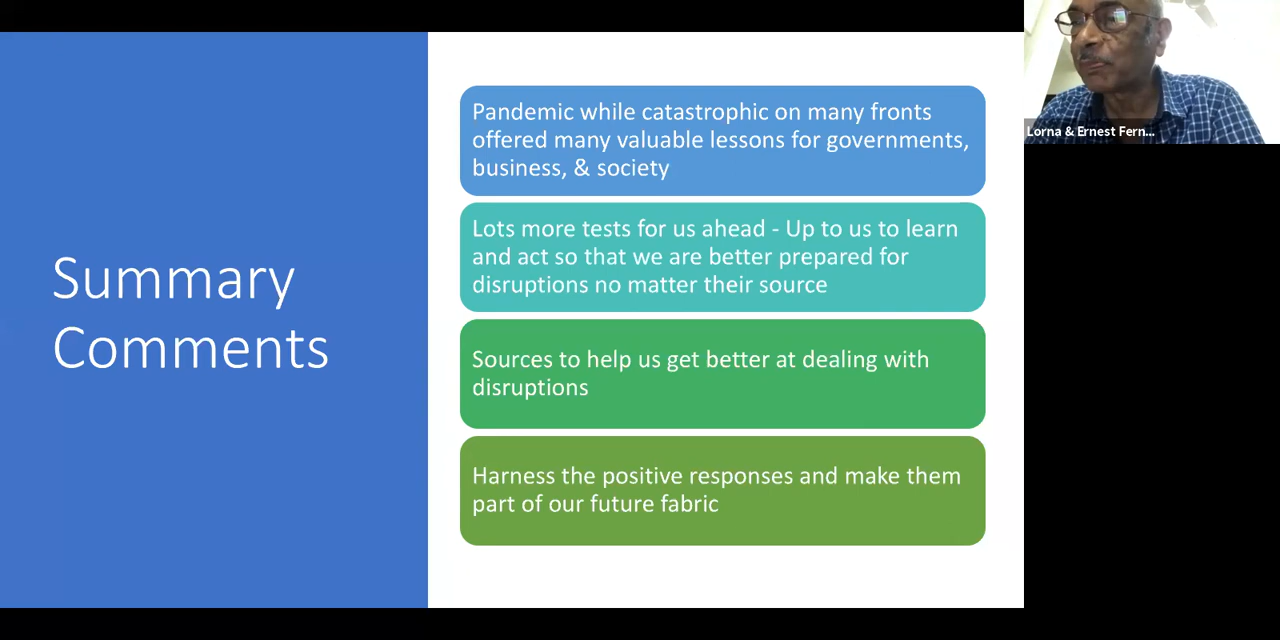 Summary
Comments
Pandemic while catastrophic on many fronts
offered many valuable lessons for governments,
business, & society
Lots more tests for us ahead - Up to us to learn
and act so that we are better prepared for
disruptions no matter their source
Sources to help us get better at dealing with
disruptions
Harness the positive responses and make them
part of our future fabric
Lorna & Ernest Fern...